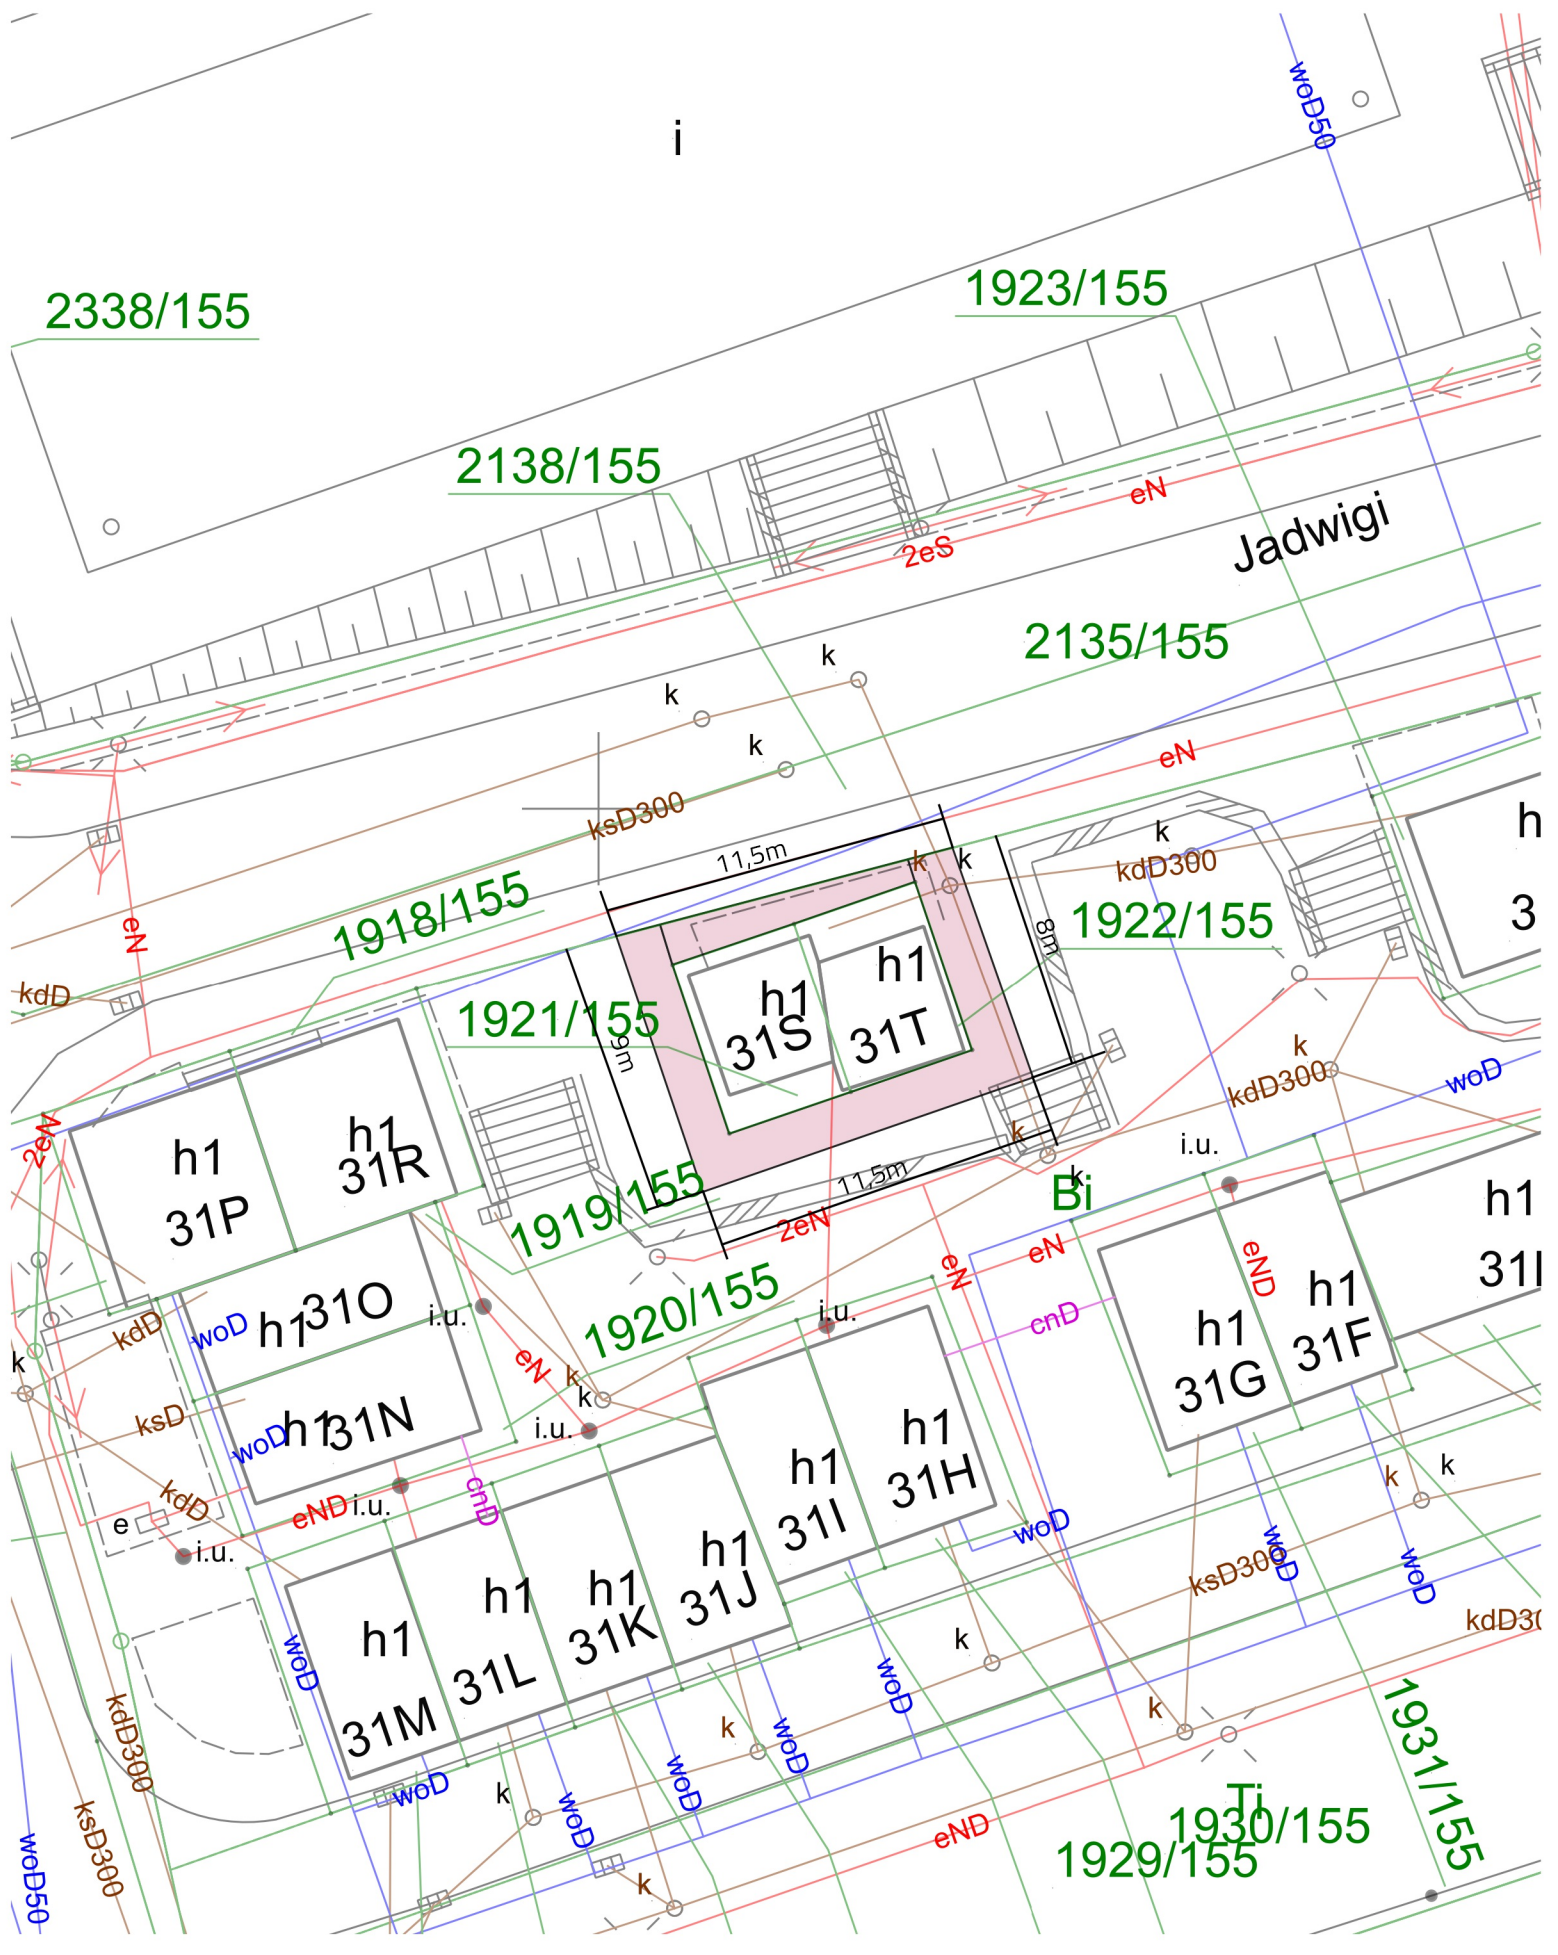 woD50
i
2338/155
1923/155
2138/155
eN
2eS
Jadwigi
2135/155
k
k
k
eN
ksD300
11,5m
k
k
k
kdD300
1918/155
eN
1922/155
8m
h1
h
3
kdD
1921/155
9m
h1
31S
31T
k
kdD300
woD
2eN
h1
h1
31R
31P
k
i.u.
k
Bi
11,5m
1919/155
2eN
eN
eN
eND
h1
31I
h1
31O
woD
kdD
i.u.
1920/155
i.u.
cnD
h1
31F
h1
31G
k
eN
k
k
ksD
h1
31N
woD
i.u.
h1
31H
h1
31I
k
k
kdD
cnD
eND
i.u.
e
i.u.
woD
h1
31J
h1
31K
h1
31L
h1
31M
woD
woD
ksD300
kdD30
k
woD
woD
k
kdD300
woD
woD
k
1931/155
woD
k
woD
Ti
1930/155
eND
1929/155
ksD300
woD50
k